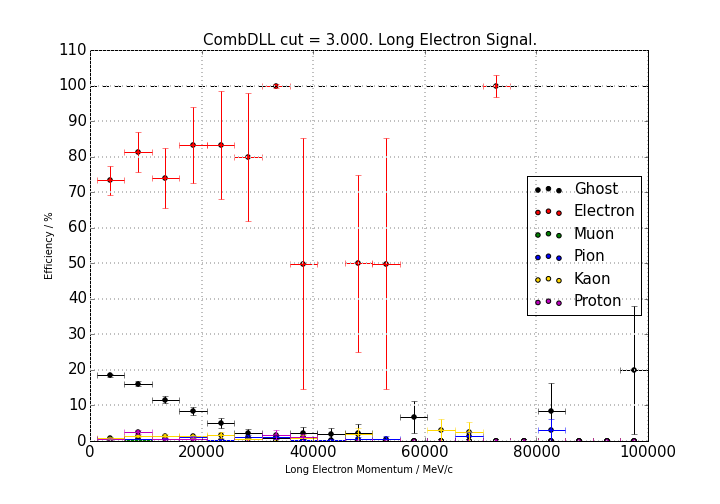 CombDLL cut = 3.000. Long Electron Signal.
110
100
90
80
70
60
50
40
30
20
10
0
Efficiency / %
Ghost
Electron
Muon
Pion
Kaon
Proton
0 20000 40000 60000 80000 100000
Long Electron Momentum / MeV/c